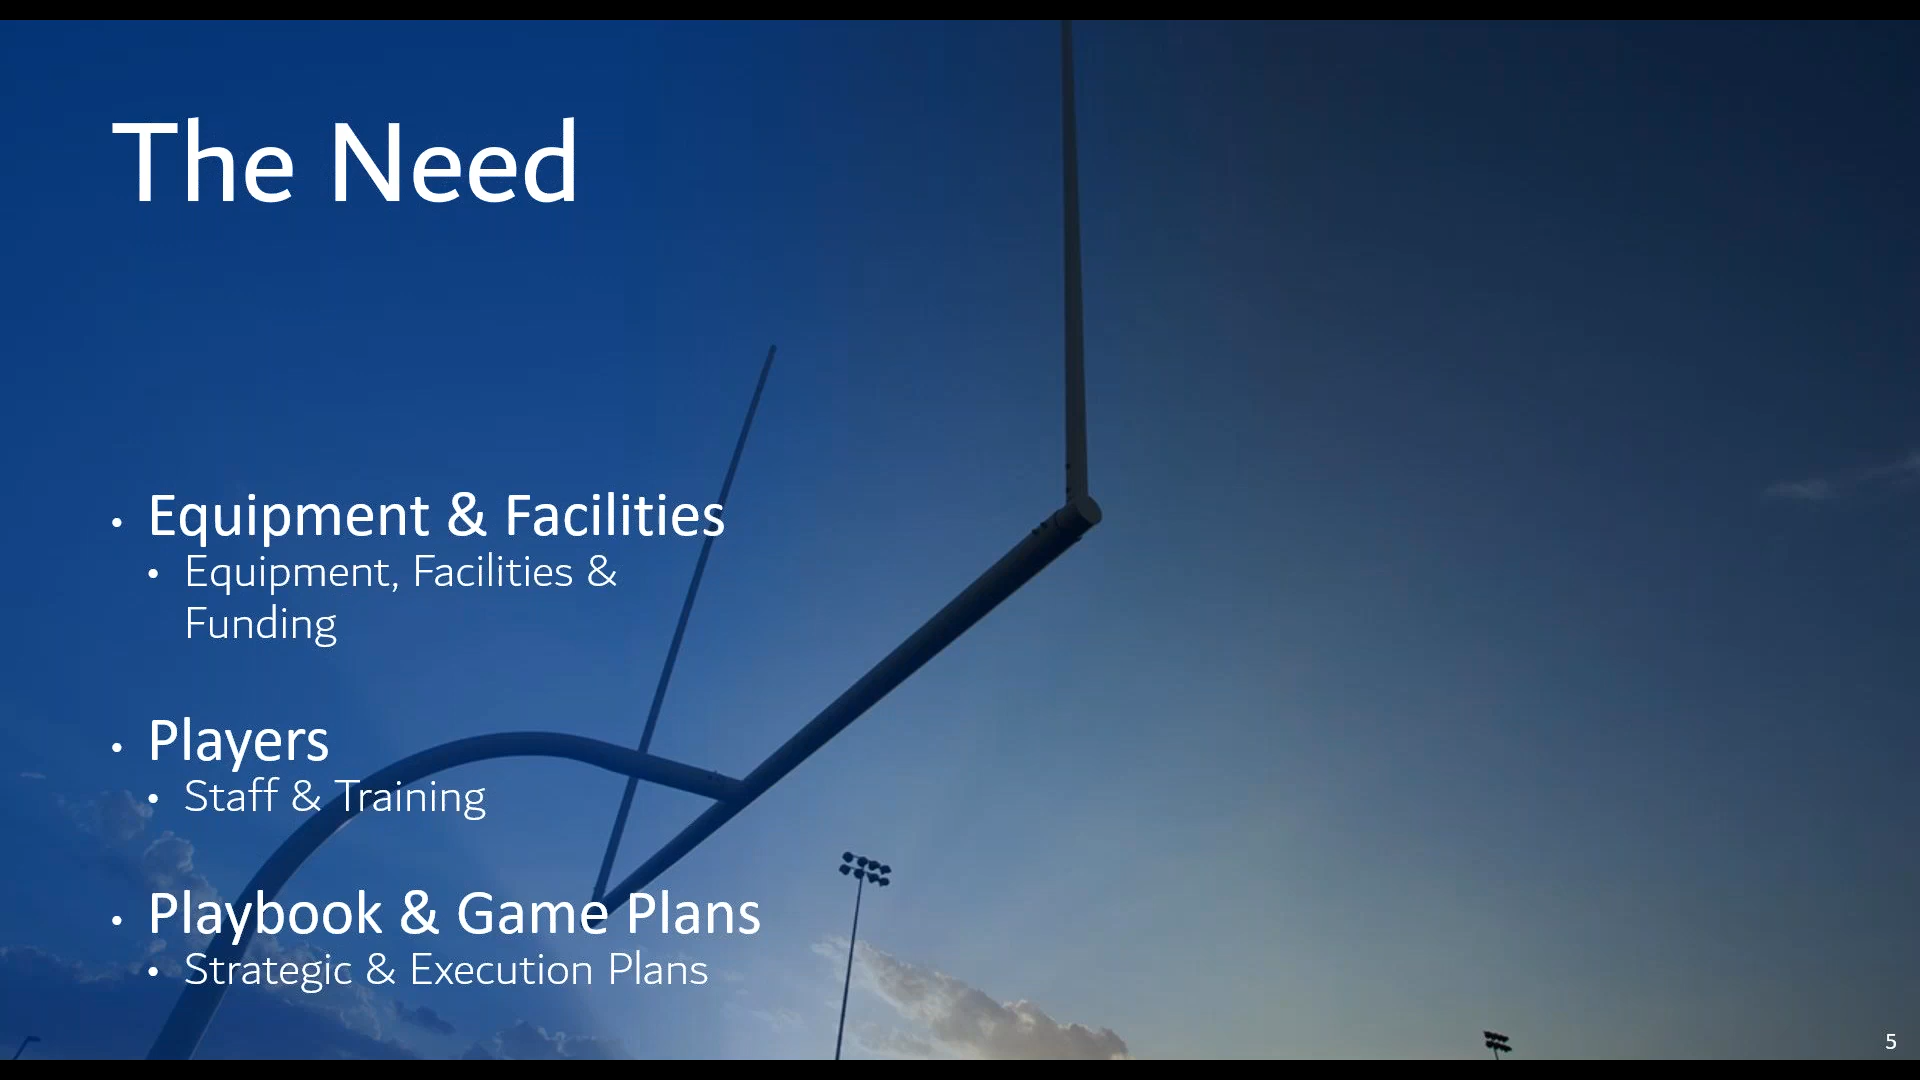 The Need
• Equipment & Facilities
• Equipment, Facilities &
Funding
• Players
• Staff & Training
• Playbook & Game Plans
• Strategic & Execution Plans
5